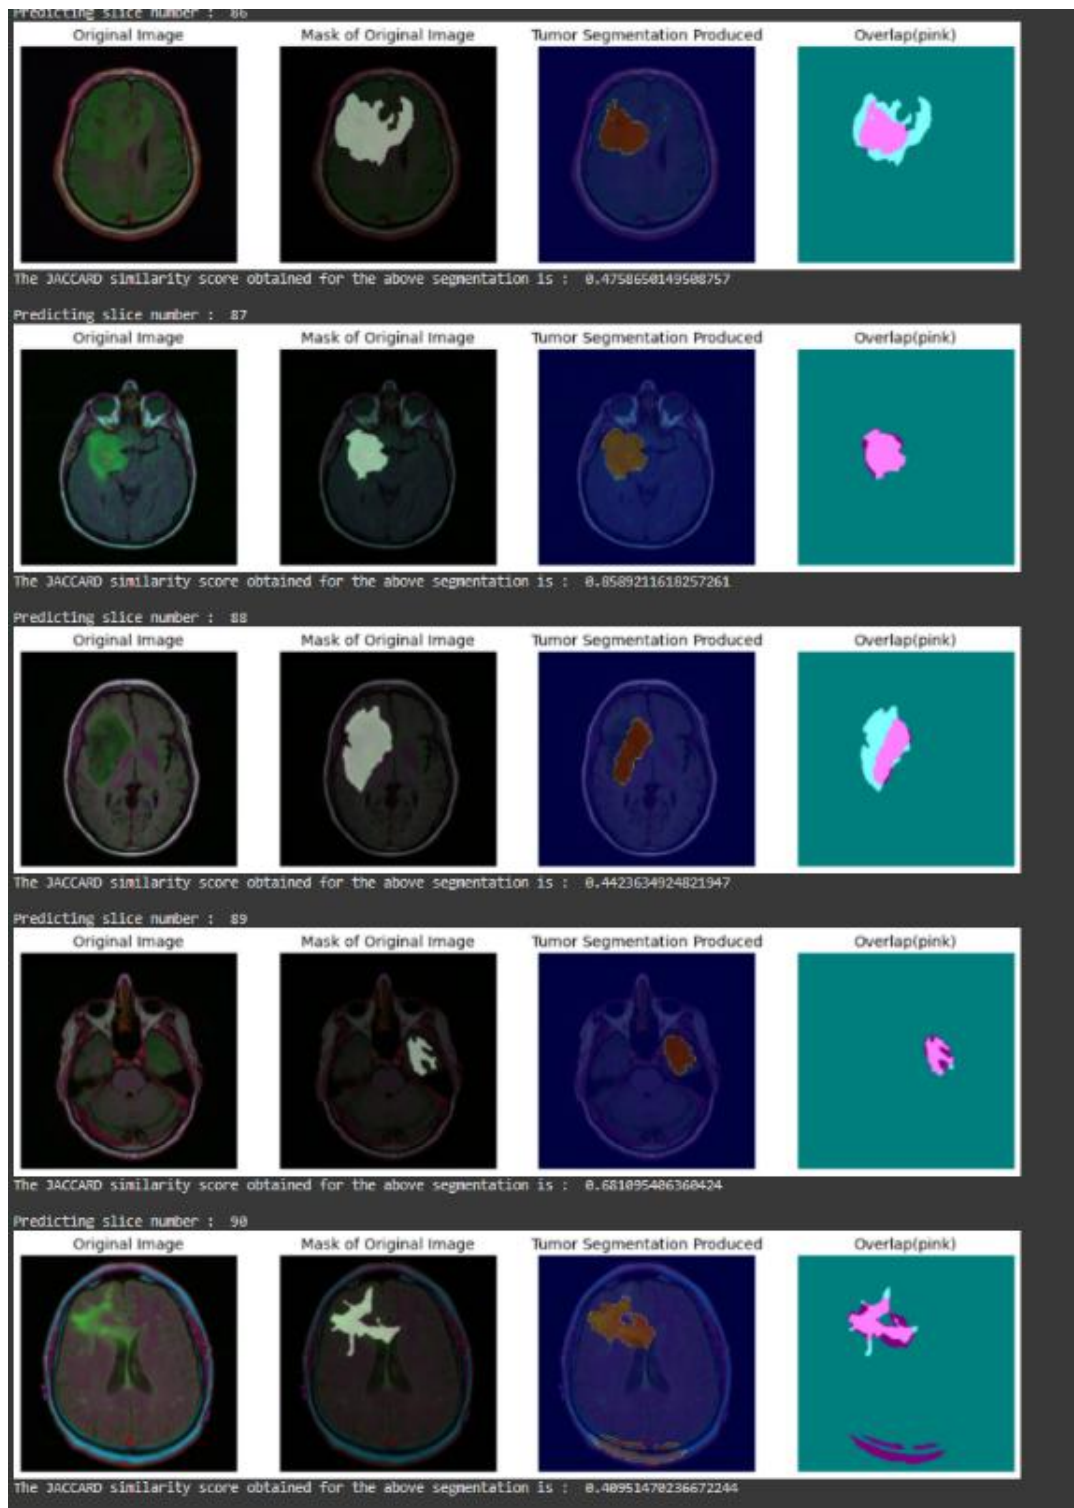 Predicting slice number : 86
Original Image Mask of Original Image Tumor Segmentation Produced Overlap(pink)
The JACCARD similarity score obtained for the above segmentation is : 0.4758650149508757
Predicting slice number : 87
Original Image Mask of Original Image Tumor Segmentation Produced Overlap(pink)
The JACCARD similarity score obtained for the above segmentation is : 0.8589211618257261
Predicting slice number : 88
Original Image Mask of Original Image Tumor Segmentation Produced Overlap(pink)
The JACCARD similarity score obtained for the above segmentation is : 0.4423634924821947
Predicting slice number : 89
Original Image Mask of Original Image Tumor Segmentation Produced Overlap(pink)
The JACCARD similarity score obtained for the above segmentation is : 0.681095406360424
Predicting slice number : 90
Original Image Mask of Original Image Tumor Segmentation Produced Overlap(pink)
The JACCARD similarity score obtained for the above segmentation is : 0.40951470236672244